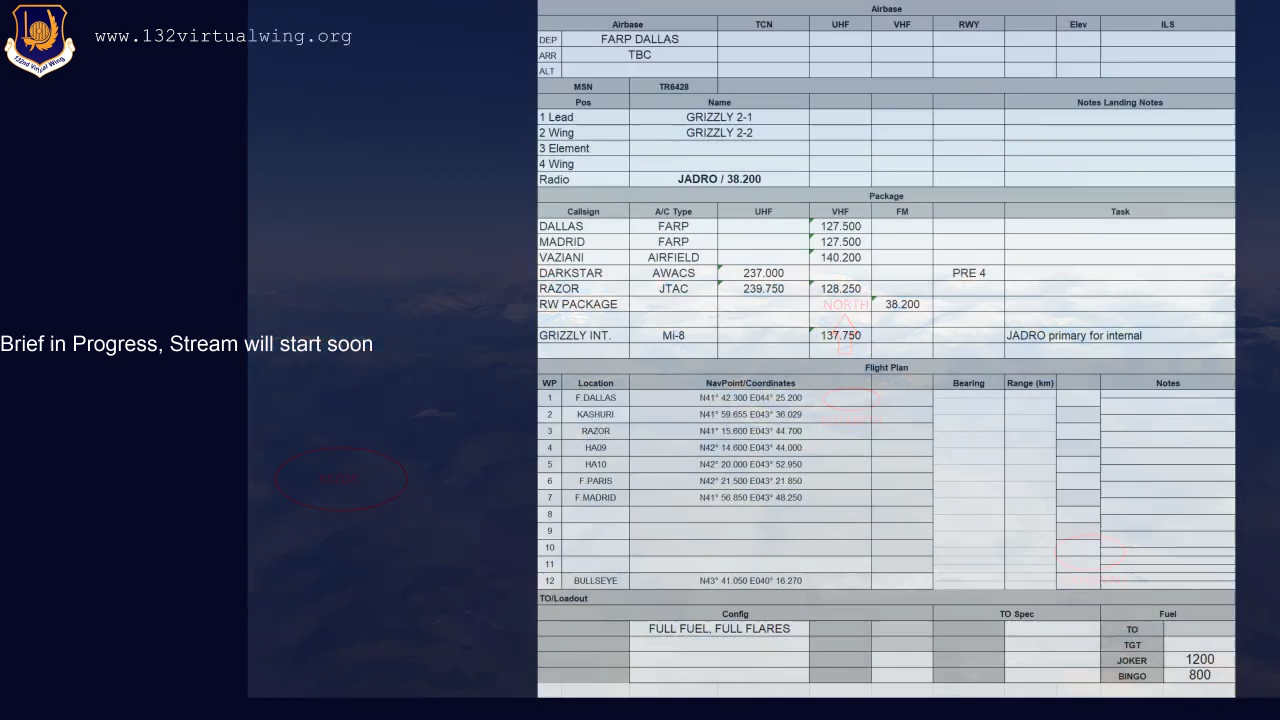 Airbase
Airbase TCN UHF VHF RWY Elev ILS
DEP FARP DALLAS
ARR TBC
ALT
MSN TR6428
Pos Name Notes Landing Notes
1 Lead GRIZZLY 2-1
2 Wing GRIZZLY 2-2
3 Element
4 Wing
Radio JADRO / 38.200
Package
Callsign A/C Type UHF VHF FM Task
DALLAS FARP 127.500
MADRID FARP 127.500
VAZIANI AIRFIELD 140.200
DARKSTAR AWACS 237.000 PRE 4
RAZOR JTAC 239.750 128.250
RW PACKAGE NORTH 38.200
GRIZZLY INT. Mi-8 137.750 JADRO primary for internal
Flight Plan
WP Location NavPoint/Coordinates Bearing Range (km) Notes
1 F.DALLAS N41° 42.300 E044° 25.200
2 KASHURI N41° 59.655 E043° 36.029
3 RAZOR N41° 15.600 E043° 44.700
4 HA09 N42° 14.600 E043° 44.000
5 HA10 N42° 20.000 E043° 52.950
6 F.PARIS N42° 21.500 E043° 21.850
7 F.MADRID N41° 56.850 E043° 48.250
8
9
10
11
12 BULLSEYE N43° 41.050 E040° 16.270
TO/Loadout
Config TO Spec Fuel
FULL FUEL, FULL FLARES TO
TGT
JOKER 1200
BINGO 800
www.132virtualwing.org
132nd Virtual Wing
Brief in Progress, Stream will start soon